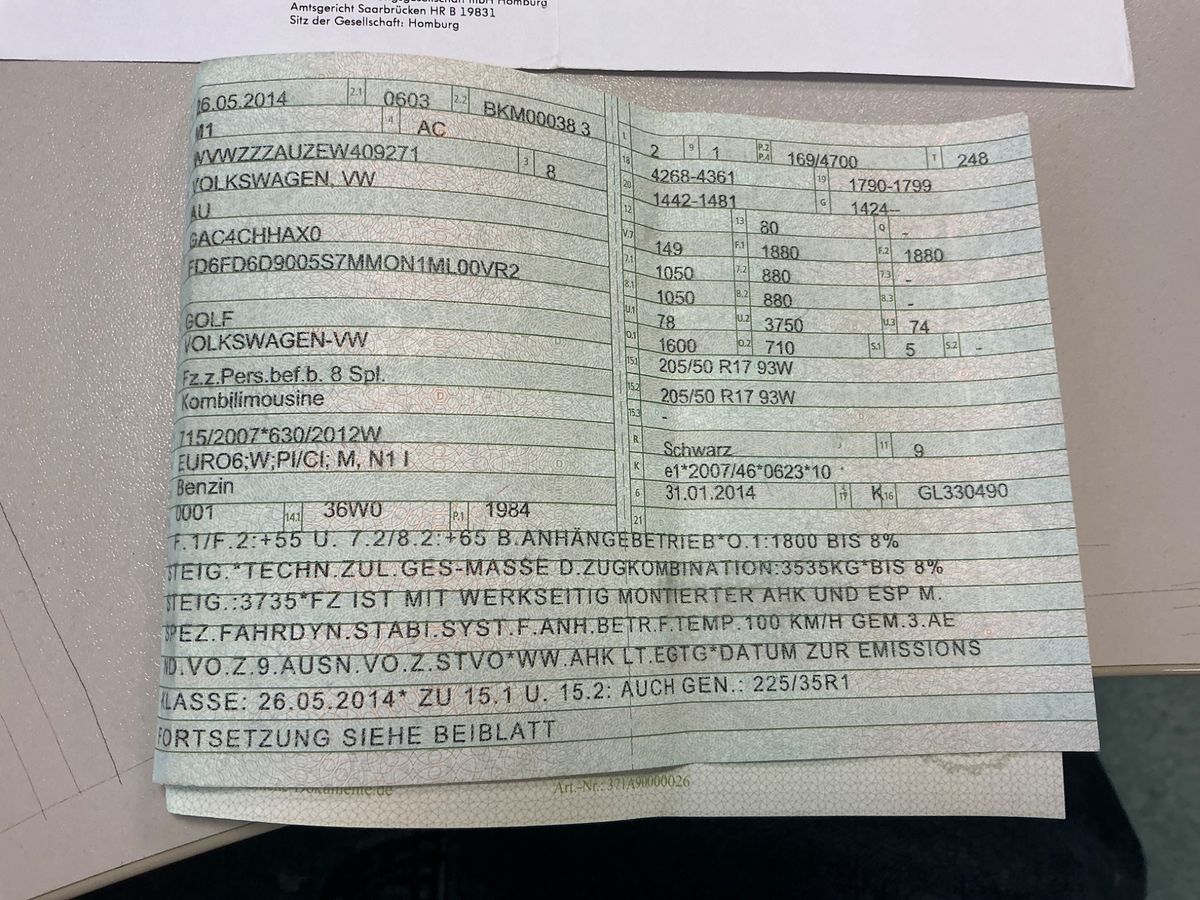 Amtsgericht Saarbrücken HR B 19831
Sitz der Gesellschaft: Homburg
16.05.2014 2.1 0603 2.2 BKM00038 3
M1 4 AC
WVWZZZAUZEW409271 3 8
VOLKSWAGEN, VW
AU
GAC4CHHAX0
FD6FD6D9005S7MMON1ML00VR2
GOLF
VOLKSWAGEN-VW
Fz.z.Pers.bef.b. 8 Spl.
Kombilimousine
715/2007*630/2012W
EURO6;W;PI/CI; M, N1 I
Benzin
0001 14.1 36W0 P.1 1984
L 2 9 1 P.2 P.4 169/4700 T 248
18 4268-4361 19 1790-1799
20 1442-1481 G 1424--
12 13 80 Q -
V.7 149 F.1 1880 F.2 1880
7.1 1050 7.2 880 7.3 -
8.1 1050 8.2 880 8.3 -
U.1 78 U.2 3750 U.3 74
O.1 1600 O.2 710 S.1 5 S.2 -
15.1 205/50 R17 93W
15.2 205/50 R17 93W
15.3 -
R Schwarz 11 9
K e1*2007/46*0623*10
6 31.01.2014 17 K 16 GL330490
21
F.1/F.2:+55 U. 7.2/8.2:+65 B.ANHÄNGEBETRIEB*O.1:1800 BIS 8%
STEIG.*TECHN.ZUL.GES-MASSE D.ZUGKOMBINATION:3535KG*BIS 8%
STEIG.:3735*FZ IST MIT WERKSEITIG MONTIERTER AHK UND ESP M.
SPEZ.FAHRDYN.STABI.SYST.F.ANH.BETR.F.TEMP.100 KM/H GEM.3.AE
ND.VO.Z.9.AUSN.VO.Z.STVO*WW.AHK LT.EGTG*DATUM ZUR EMISSIONS
KLASSE: 26.05.2014* ZU 15.1 U. 15.2: AUCH GEN.: 225/35R1
FORTSETZUNG SIEHE BEIBLATT
Art.-Nr.: 371A90000026